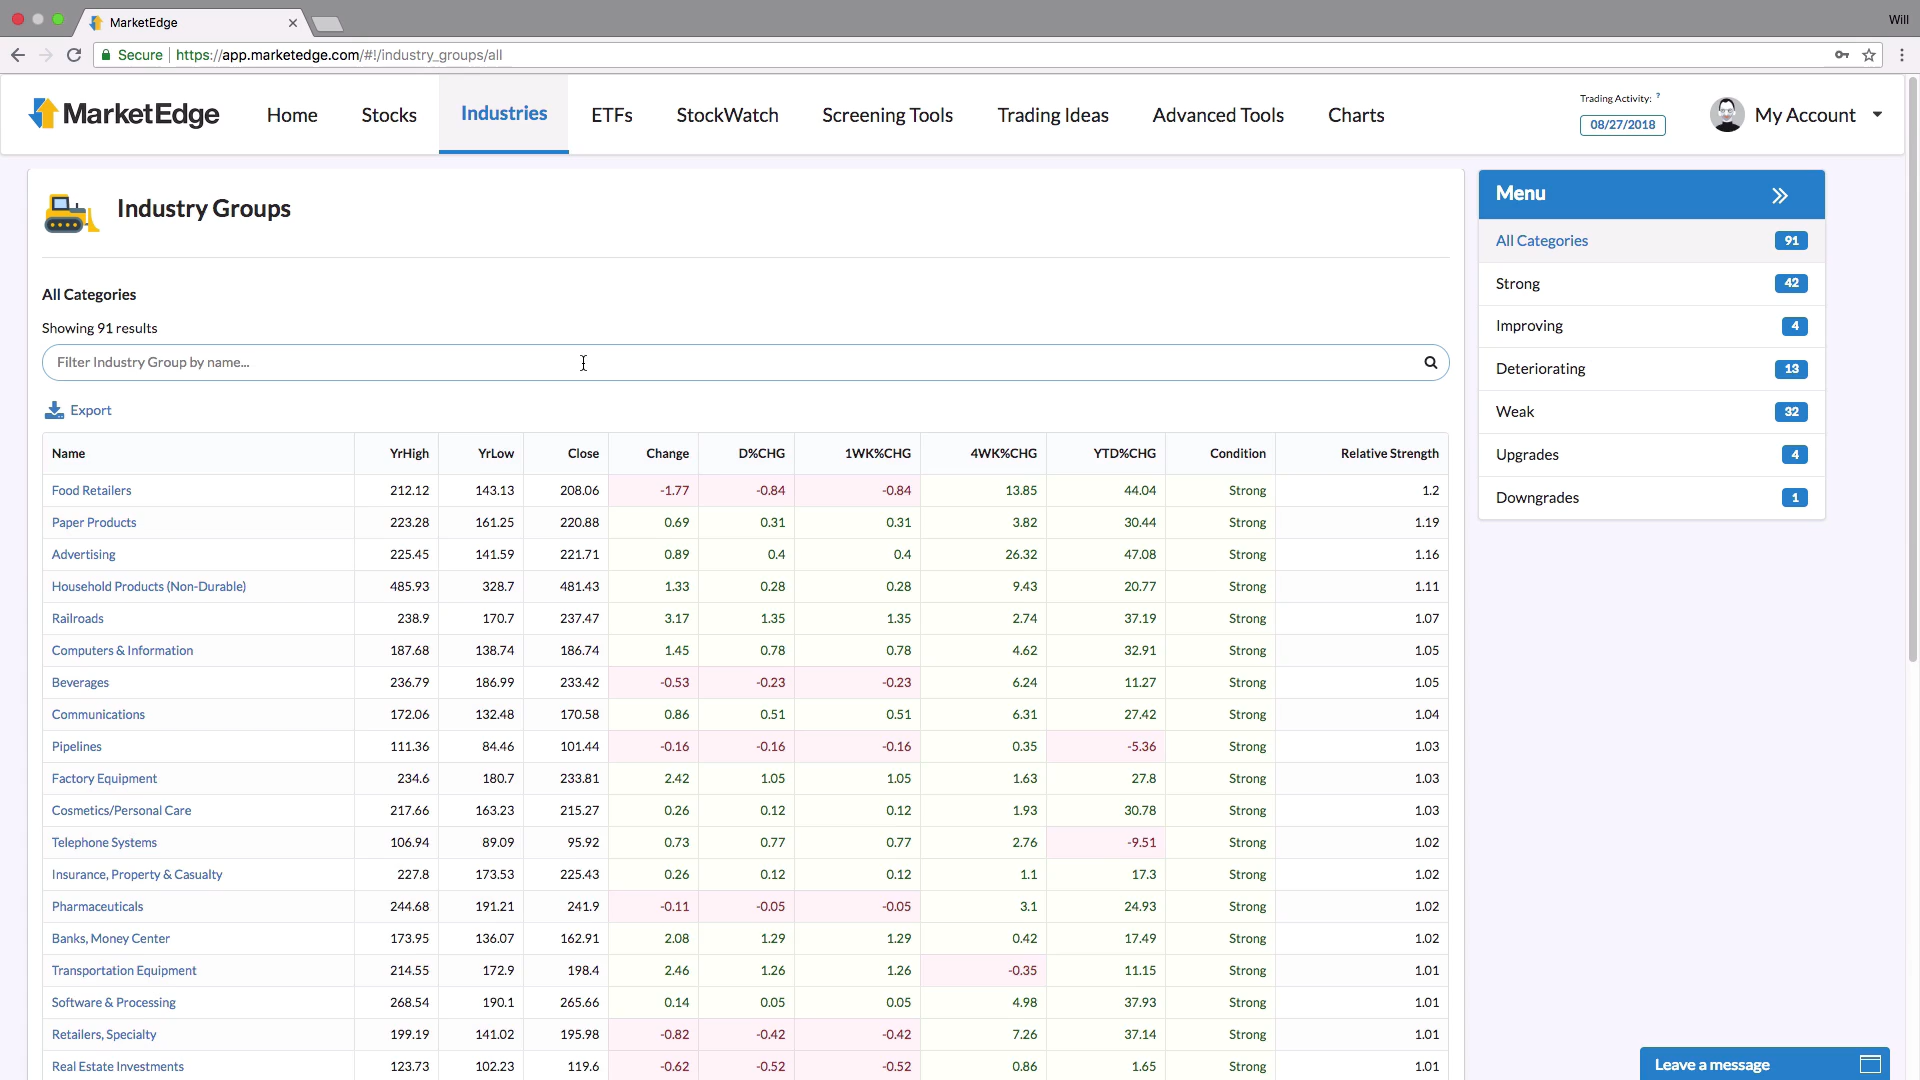 MarketEdge
Will
Secure https://app.marketedge.com/#!/industry_groups/all
MarketEdge Home Stocks Industries ETFs StockWatch Screening Tools Trading Ideas Advanced Tools Charts
Trading Activity: ?
08/27/2018
My Account
Industry Groups
All Categories
Showing 91 results
Filter Industry Group by name...
Export
Name YrHigh YrLow Close Change D%CHG 1WK%CHG 4WK%CHG YTD%CHG Condition Relative Strength
Food Retailers 212.12 143.13 208.06 -1.77 -0.84 -0.84 13.85 44.04 Strong 1.2
Paper Products 223.28 161.25 220.88 0.69 0.31 0.31 3.82 30.44 Strong 1.19
Advertising 225.45 141.59 221.71 0.89 0.4 0.4 26.32 47.08 Strong 1.16
Household Products (Non-Durable) 485.93 328.7 481.43 1.33 0.28 0.28 9.43 20.77 Strong 1.11
Railroads 238.9 170.7 237.47 3.17 1.35 1.35 2.74 37.19 Strong 1.07
Computers & Information 187.68 138.74 186.74 1.45 0.78 0.78 4.62 32.91 Strong 1.05
Beverages 236.79 186.99 233.42 -0.53 -0.23 -0.23 6.24 11.27 Strong 1.05
Communications 172.06 132.48 170.58 0.86 0.51 0.51 6.31 27.42 Strong 1.04
Pipelines 111.36 84.46 101.44 -0.16 -0.16 -0.16 0.35 -5.36 Strong 1.03
Factory Equipment 234.6 180.7 233.81 2.42 1.05 1.05 1.63 27.8 Strong 1.03
Cosmetics/Personal Care 217.66 163.23 215.27 0.26 0.12 0.12 1.93 30.78 Strong 1.03
Telephone Systems 106.94 89.09 95.92 0.73 0.77 0.77 2.76 -9.51 Strong 1.02
Insurance, Property & Casualty 227.8 173.53 225.43 0.26 0.12 0.12 1.1 17.3 Strong 1.02
Pharmaceuticals 244.68 191.21 241.9 -0.11 -0.05 -0.05 3.1 24.93 Strong 1.02
Banks, Money Center 173.95 136.07 162.91 2.08 1.29 1.29 0.42 17.49 Strong 1.02
Transportation Equipment 214.55 172.9 198.4 2.46 1.26 1.26 -0.35 11.15 Strong 1.01
Software & Processing 268.54 190.1 265.66 0.14 0.05 0.05 4.98 37.93 Strong 1.01
Retailers, Specialty 199.19 141.02 195.98 -0.82 -0.42 -0.42 7.26 37.14 Strong 1.01
Real Estate Investments 123.73 102.23 119.6 -0.62 -0.52 -0.52 0.86 1.65 Strong 1.01
Menu
All Categories 91
Strong 42
Improving 4
Deteriorating 13
Weak 32
Upgrades 4
Downgrades 1
Leave a message